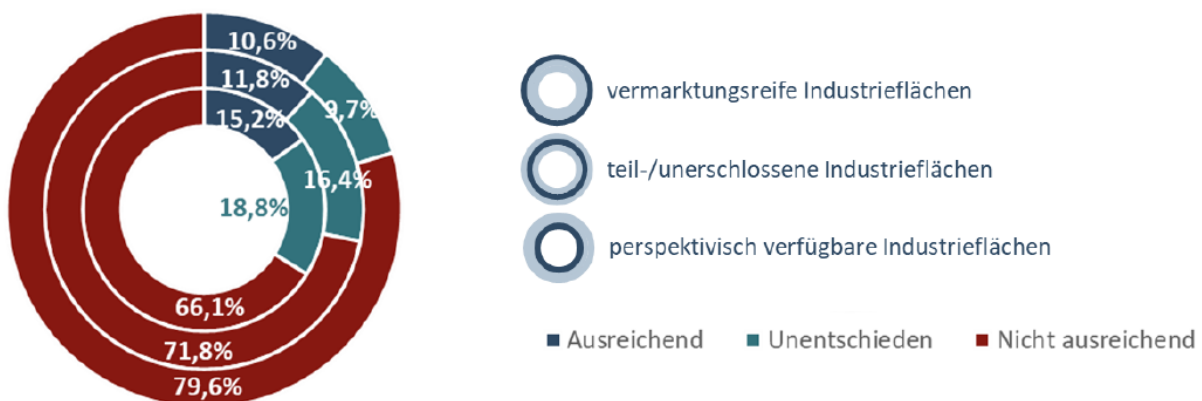 10,6%
11,8%
9,7%
15,2%
16,4%
18,8%
66,1%
71,8%
79,6%
vermarktungsreife Industrieflächen
teil-/unerschlossene Industrieflächen
perspektivisch verfügbare Industrieflächen
Ausreichend Unentschieden Nicht ausreichend